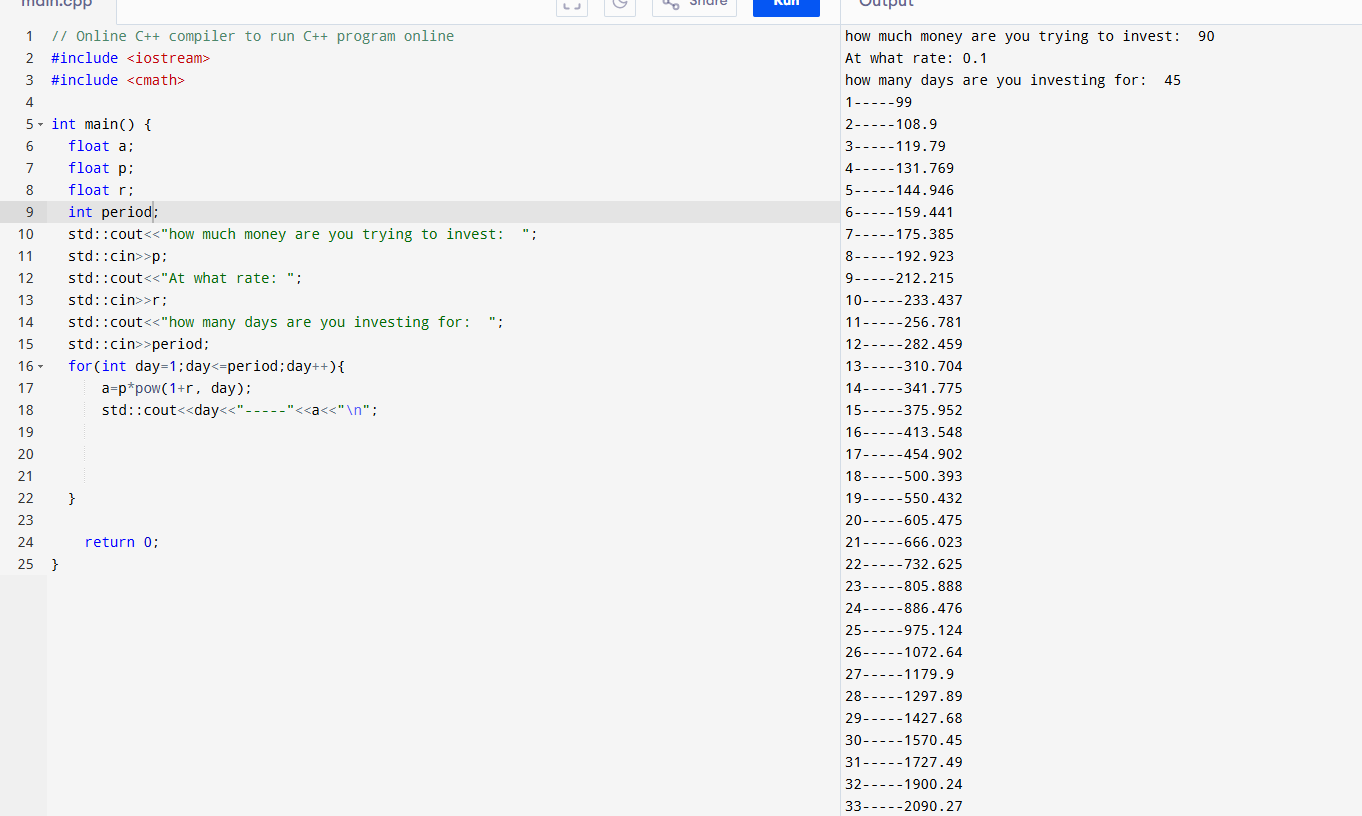 main.cpp
Share
Run
Output
1 // Online C++ compiler to run C++ program online
2 #include <iostream>
3 #include <cmath>
4
5 int main() {
6 float a;
7 float p;
8 float r;
9 int period;
10 std::cout<<"how much money are you trying to invest:  ";
11 std::cin>>p;
12 std::cout<<"At what rate: ";
13 std::cin>>r;
14 std::cout<<"how many days are you investing for:  ";
15 std::cin>>period;
16 for(int day=1;day<=period;day++){
17 a=p*pow(1+r, day);
18 std::cout<<day<<"-----"<<a<<"\n";
19
20
21
22 }
23
24 return 0;
25 }
how much money are you trying to invest:  90
At what rate: 0.1
how many days are you investing for:  45
1-----99
2-----108.9
3-----119.79
4-----131.769
5-----144.946
6-----159.441
7-----175.385
8-----192.923
9-----212.215
10-----233.437
11-----256.781
12-----282.459
13-----310.704
14-----341.775
15-----375.952
16-----413.548
17-----454.902
18-----500.393
19-----550.432
20-----605.475
21-----666.023
22-----732.625
23-----805.888
24-----886.476
25-----975.124
26-----1072.64
27-----1179.9
28-----1297.89
29-----1427.68
30-----1570.45
31-----1727.49
32-----1900.24
33-----2090.27